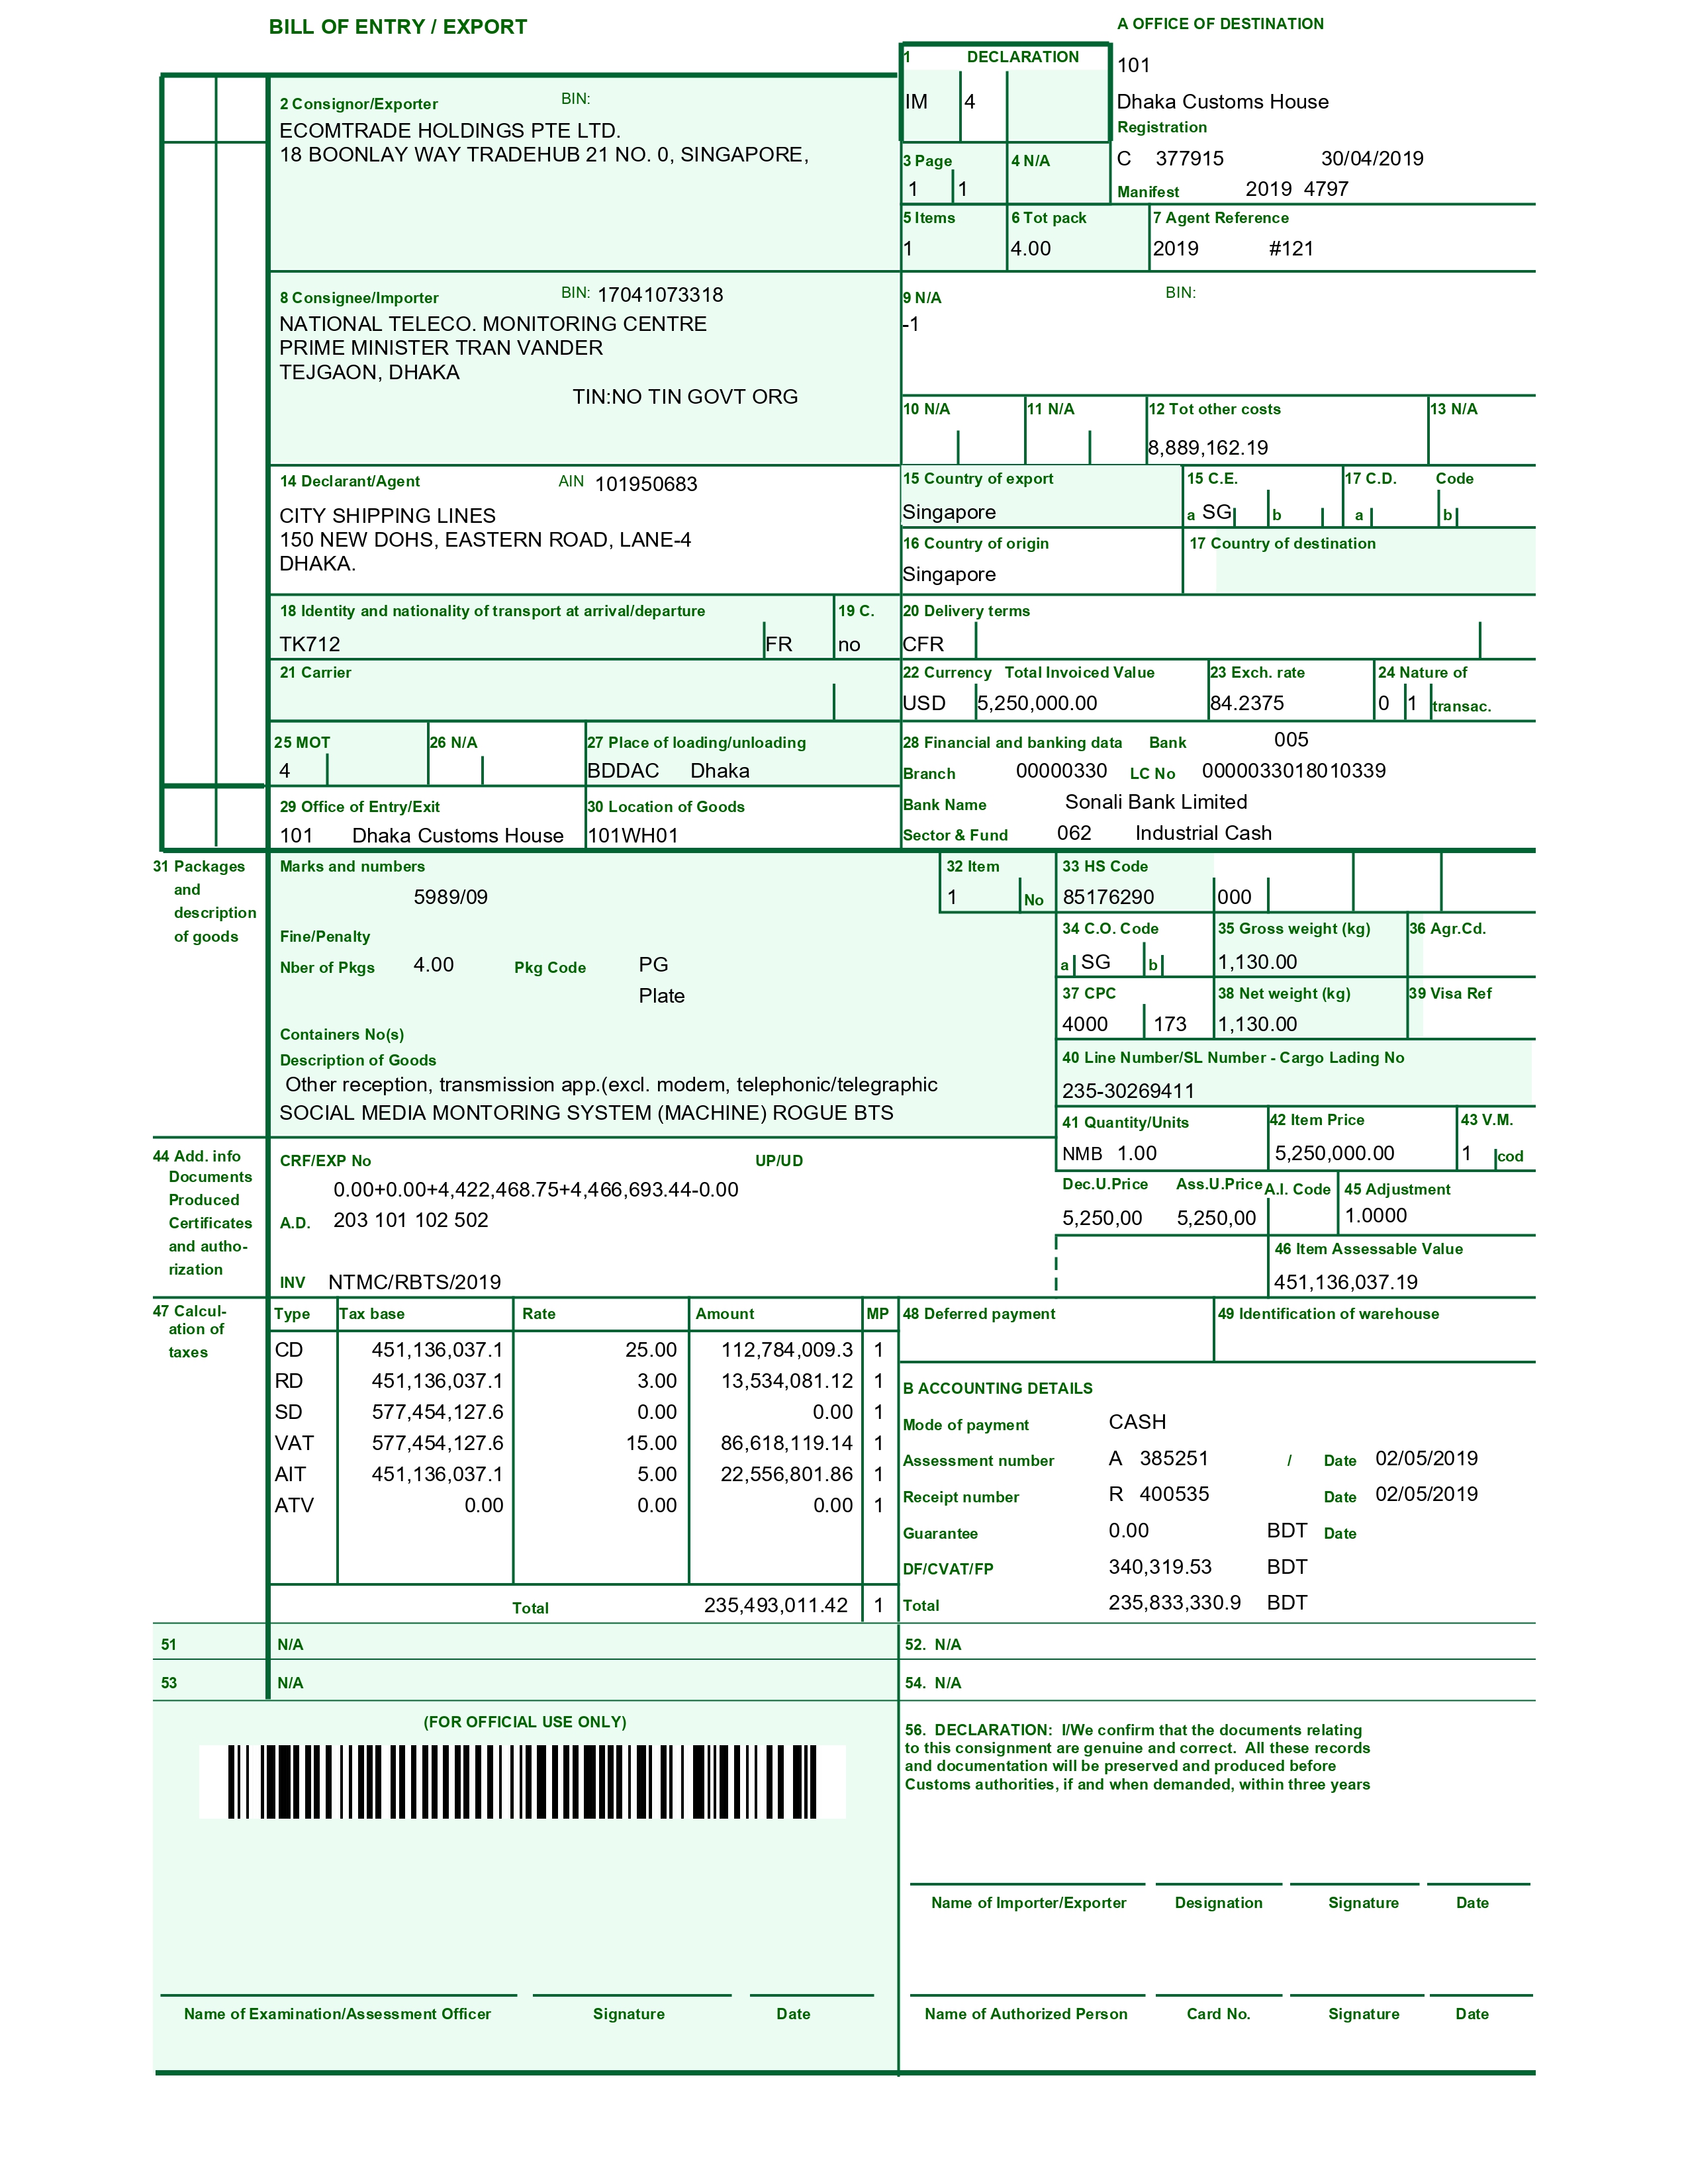 BILL OF ENTRY / EXPORT
A OFFICE OF DESTINATION
1 DECLARATION
IM 4
101
Dhaka Customs House
Registration
C 377915 30/04/2019
Manifest 2019 4797
2 Consignor/Exporter BIN:
ECOMTRADE HOLDINGS PTE LTD.
18 BOONLAY WAY TRADEHUB 21 NO. 0, SINGAPORE,
3 Page 4 N/A
1 1
5 Items 6 Tot pack 7 Agent Reference
1 4.00 2019 #121
8 Consignee/Importer BIN: 17041073318
NATIONAL TELECO. MONITORING CENTRE
PRIME MINISTER TRAN VANDER
TEJGAON, DHAKA
TIN:NO TIN GOVT ORG
9 N/A BIN:
-1
10 N/A 11 N/A 12 Tot other costs 13 N/A
8,889,162.19
14 Declarant/Agent AIN 101950683
CITY SHIPPING LINES
150 NEW DOHS, EASTERN ROAD, LANE-4
DHAKA.
15 Country of export 15 C.E. 17 C.D. Code
Singapore a SG b a b
16 Country of origin 17 Country of destination
Singapore
18 Identity and nationality of transport at arrival/departure 19 C. 20 Delivery terms
TK712 FR no CFR
21 Carrier 22 Currency Total Invoiced Value 23 Exch. rate 24 Nature of
USD 5,250,000.00 84.2375 0 1 transac.
25 MOT 26 N/A 27 Place of loading/unloading
4 BDDAC Dhaka
28 Financial and banking data Bank 005
Branch 00000330 LC No 0000033018010339
Bank Name Sonali Bank Limited
Sector & Fund 062 Industrial Cash
29 Office of Entry/Exit 30 Location of Goods
101 Dhaka Customs House 101WH01
31 Packages
and
description
of goods
Marks and numbers
5989/09
Fine/Penalty
Nber of Pkgs 4.00 Pkg Code PG
Plate
Containers No(s)
Description of Goods
Other reception, transmission app.(excl. modem, telephonic/telegraphic
SOCIAL MEDIA MONTORING SYSTEM (MACHINE) ROGUE BTS
32 Item 33 HS Code
1 No 85176290 000
34 C.O. Code 35 Gross weight (kg) 36 Agr.Cd.
a SG b 1,130.00
37 CPC 38 Net weight (kg) 39 Visa Ref
4000 173 1,130.00
40 Line Number/SL Number - Cargo Lading No
235-30269411
41 Quantity/Units 42 Item Price 43 V.M.
NMB 1.00 5,250,000.00 1 cod
44 Add. info
Documents
Produced
Certificates
and autho-
rization
CRF/EXP No UP/UD
0.00+0.00+4,422,468.75+4,466,693.44-0.00
A.D. 203 101 102 502
INV NTMC/RBTS/2019
Dec.U.Price Ass.U.Price A.I. Code 45 Adjustment
5,250,00 5,250,00 1.0000
46 Item Assessable Value
451,136,037.19
47 Calcul-
ation of
taxes
Type Tax base Rate Amount MP
CD 451,136,037.1 25.00 112,784,009.3 1
RD 451,136,037.1 3.00 13,534,081.12 1
SD 577,454,127.6 0.00 0.00 1
VAT 577,454,127.6 15.00 86,618,119.14 1
AIT 451,136,037.1 5.00 22,556,801.86 1
ATV 0.00 0.00 0.00 1
Total 235,493,011.42 1
48 Deferred payment 49 Identification of warehouse
B ACCOUNTING DETAILS
Mode of payment CASH
Assessment number A 385251 / Date 02/05/2019
Receipt number R 400535 Date 02/05/2019
Guarantee 0.00 BDT Date
DF/CVAT/FP 340,319.53 BDT
Total 235,833,330.9 BDT
51 N/A 52. N/A
53 N/A 54. N/A
(FOR OFFICIAL USE ONLY)
56. DECLARATION: I/We confirm that the documents relating
to this consignment are genuine and correct. All these records
and documentation will be preserved and produced before
Customs authorities, if and when demanded, within three years
Name of Importer/Exporter Designation Signature Date
Name of Examination/Assessment Officer Signature Date
Name of Authorized Person Card No. Signature Date